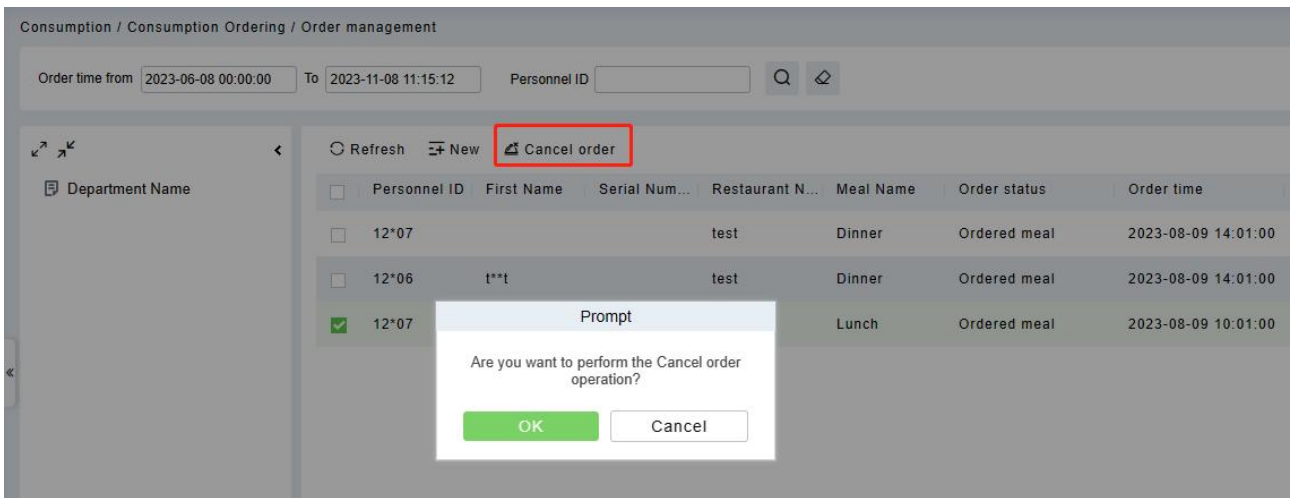 Consumption / Consumption Ordering / Order management
Order time from 2023-06-08 00:00:00 To 2023-11-08 11:15:12 Personnel ID
Refresh New Cancel order
Department Name
Personnel ID First Name Serial Num... Restaurant N... Meal Name Order status Order time
12*07 test Dinner Ordered meal 2023-08-09 14:01:00
12*06 t**t test Dinner Ordered meal 2023-08-09 14:01:00
12*07 Lunch Ordered meal 2023-08-09 10:01:00
Prompt
Are you want to perform the Cancel order
operation?
OK Cancel